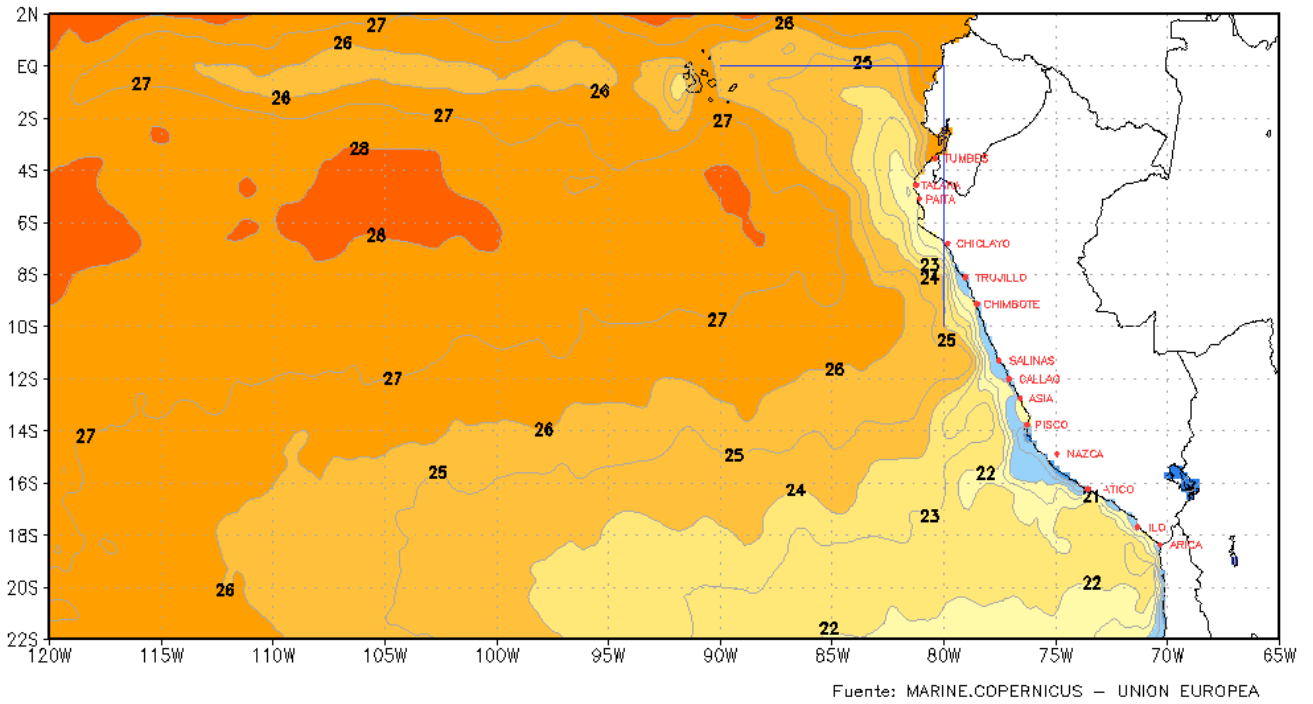 2N
27
26
26
25
EQ
27
26
26
27
27
2S
28
TUMBES
4S
TALARA
PAITA
6S
28
CHICLAYO
23
24
8S
TRUJILLO
CHIMBOTE
27
10S
25
SALINAS
26
27
12S
CALLAO
ASIA
PISCO
26
27
14S
25
NAZCA
25
22
24
16S
ATICO
21
23
ILO
18S
ARICA
22
26
20S
22
22S
120W 115W 110W 105W 100W 95W 90W 85W 80W 75W 70W 65W
Fuente: MARINE.COPERNICUS – UNION EUROPEA